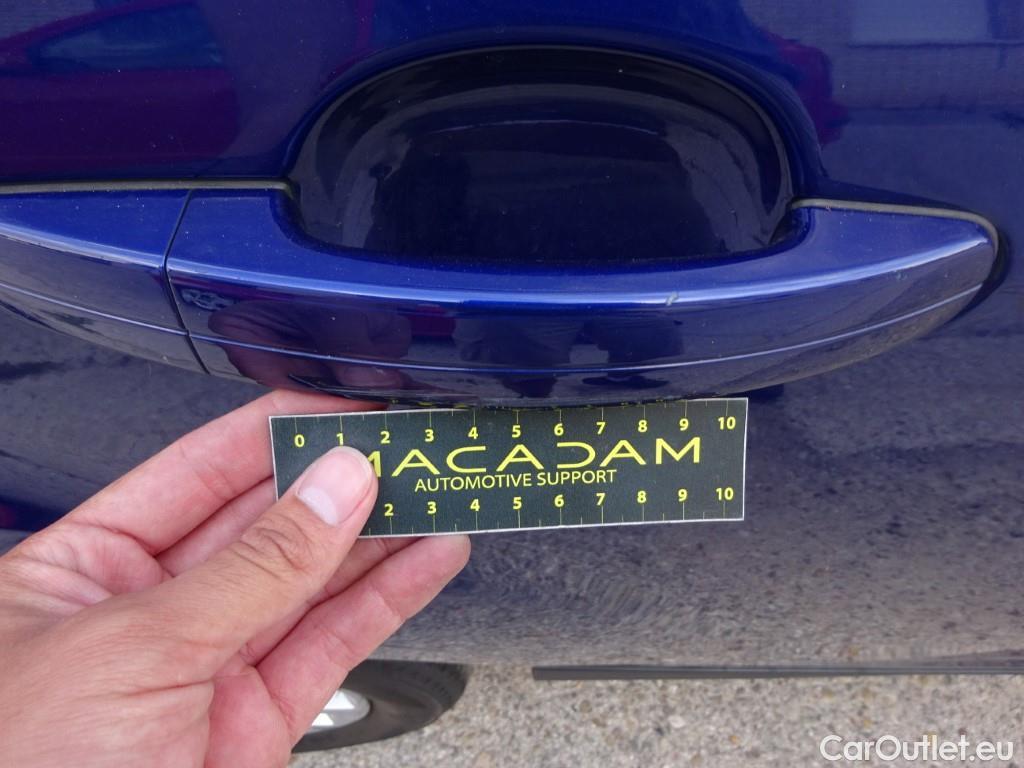 0 1 2 3 4 5 6 7 8 9 10
MACADAM
AUTOMOTIVE SUPPORT
2 3 4 5 6 7 8 9 10
CarOutlet.eu